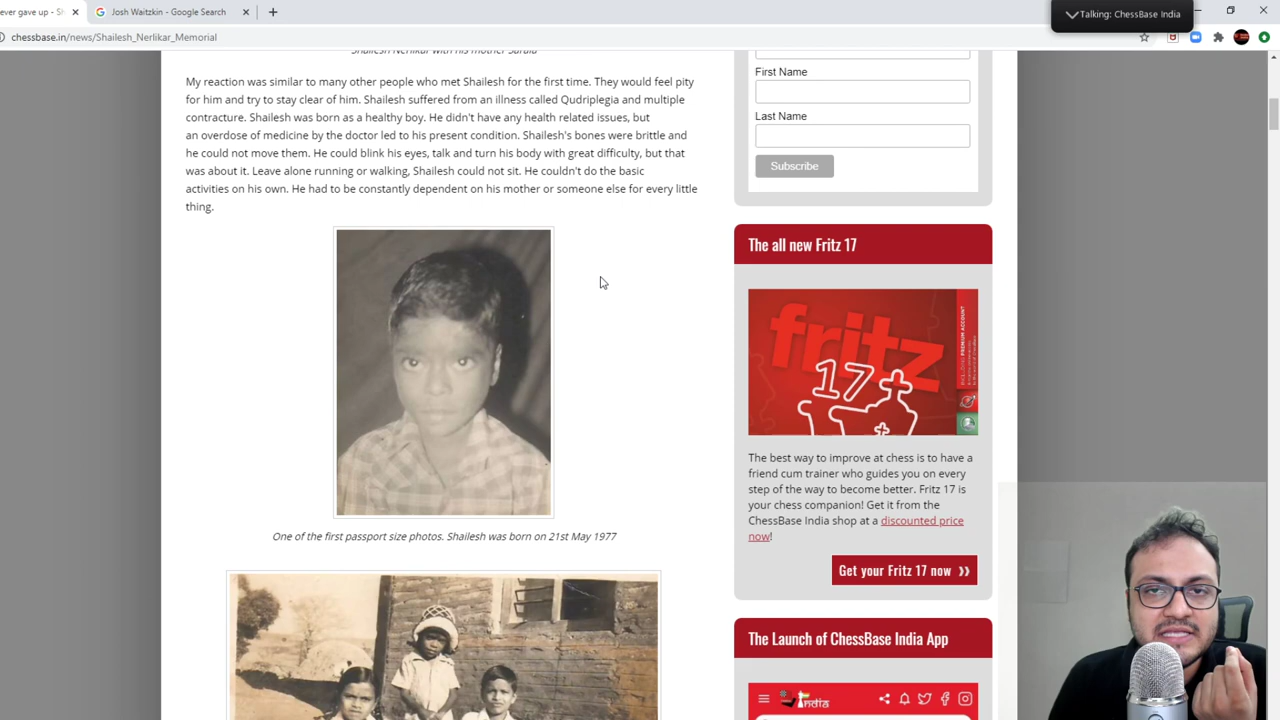 ever gave up - Sh
Josh Waitzkin - Google Search
Talking: ChessBase India
chessbase.in/news/Shailesh_Nerlikar_Memorial
Shailesh Nerlikar with his mother Sarala
My reaction was similar to many other people who met Shailesh for the first time. They would feel pity
for him and try to stay clear of him. Shailesh suffered from an illness called Qudriplegia and multiple
contracture. Shailesh was born as a healthy boy. He didn't have any health related issues, but
an overdose of medicine by the doctor led to his present condition. Shailesh's bones were brittle and
he could not move them. He could blink his eyes, talk and turn his body with great difficulty, but that
was about it. Leave alone running or walking, Shailesh could not sit. He couldn't do the basic
activities on his own. He had to be constantly dependent on his mother or someone else for every little
thing.
One of the first passport size photos. Shailesh was born on 21st May 1977
First Name
Last Name
Subscribe
The all new Fritz 17
fritz
17
PREMIUM ACCOUNT
The best way to improve at chess is to have a
friend cum trainer who guides you on every
step of the way to become better. Fritz 17 is
your chess companion! Get it from the
ChessBase India shop at a discounted price
now!
Get your Fritz 17 now »
The Launch of ChessBase India App
India